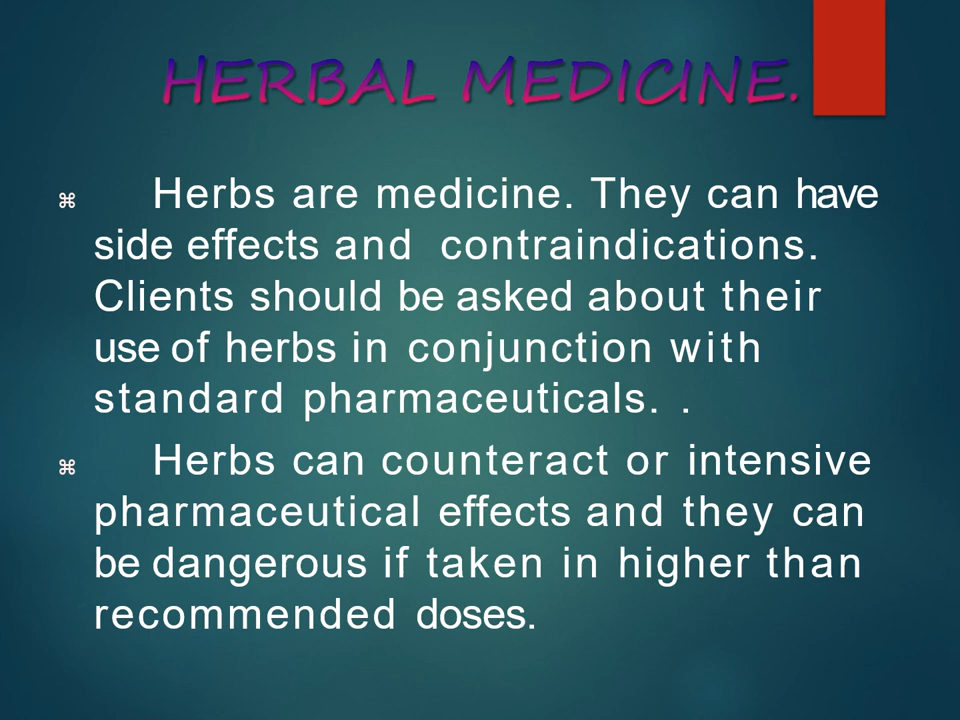 HERBAL MEDICINE.
⌘ Herbs are medicine. They can have
side effects and contraindications.
Clients should be asked about their
use of herbs in conjunction with
standard pharmaceuticals. .
⌘ Herbs can counteract or intensive
pharmaceutical effects and they can
be dangerous if taken in higher than
recommended doses.